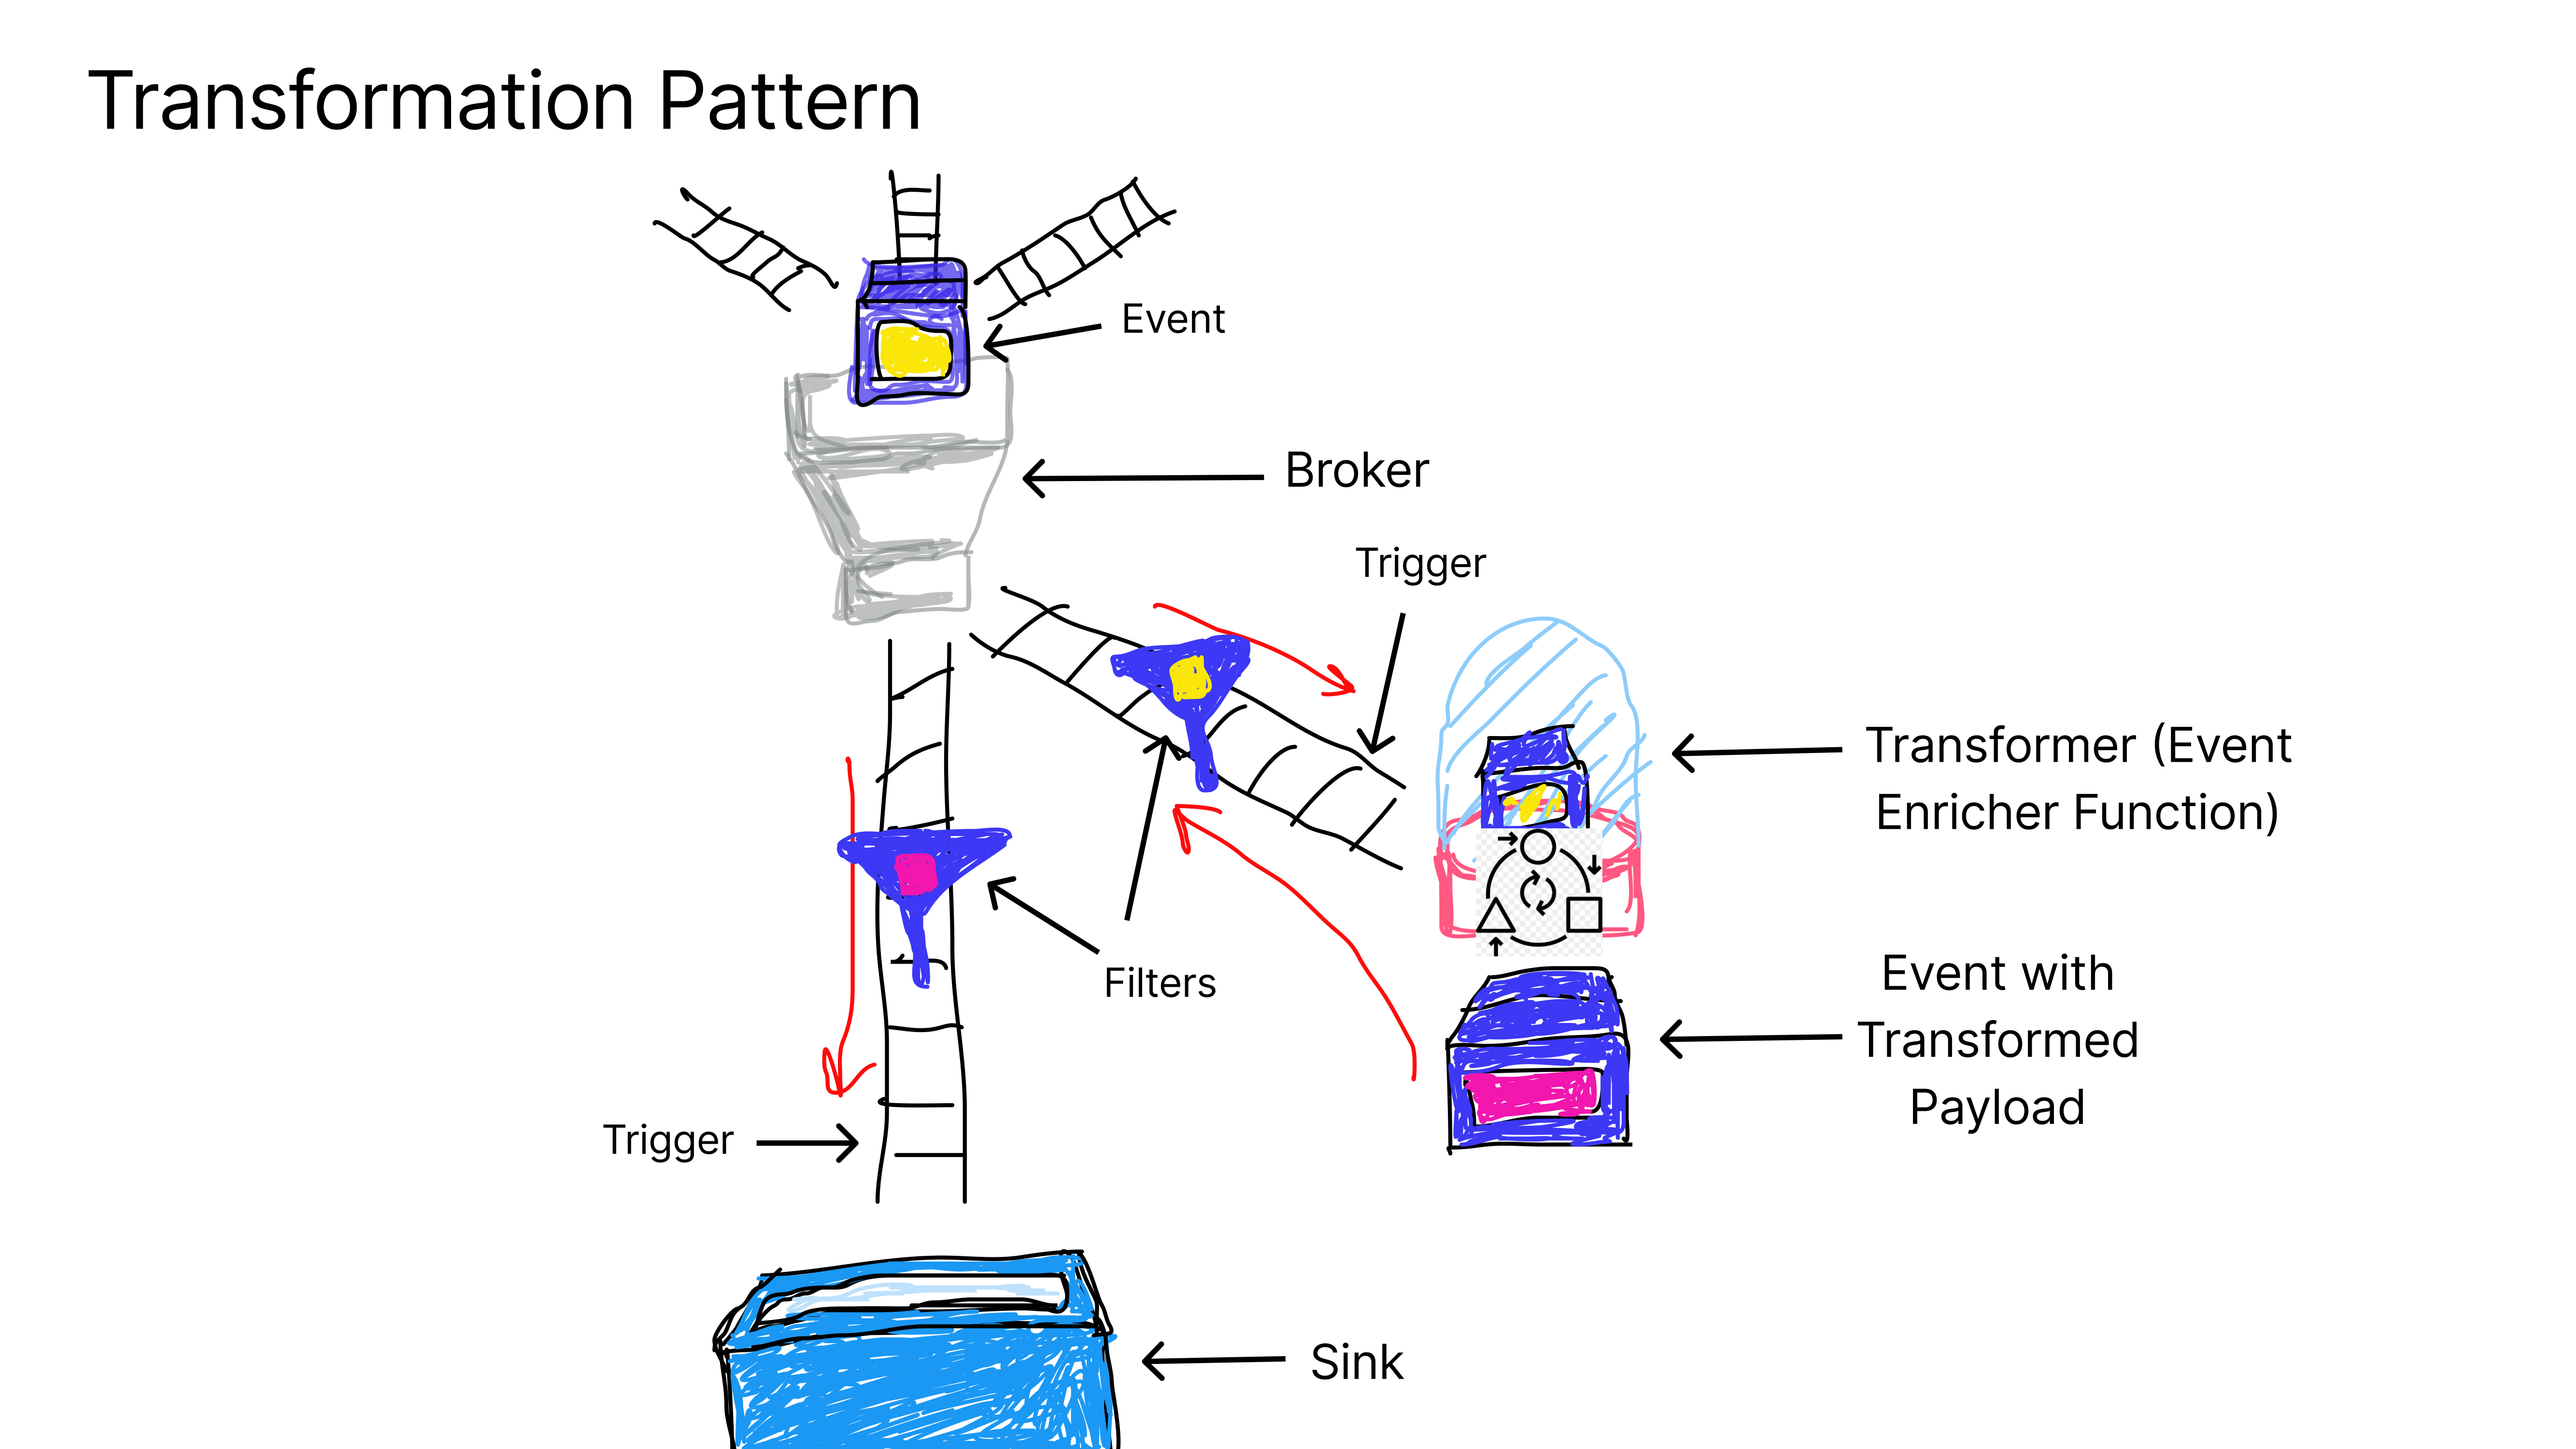 Transformation Pattern
Event
Broker
Trigger
Transformer (Event
Enricher Function)
Filters
Event with
Transformed
Payload
Trigger
Sink